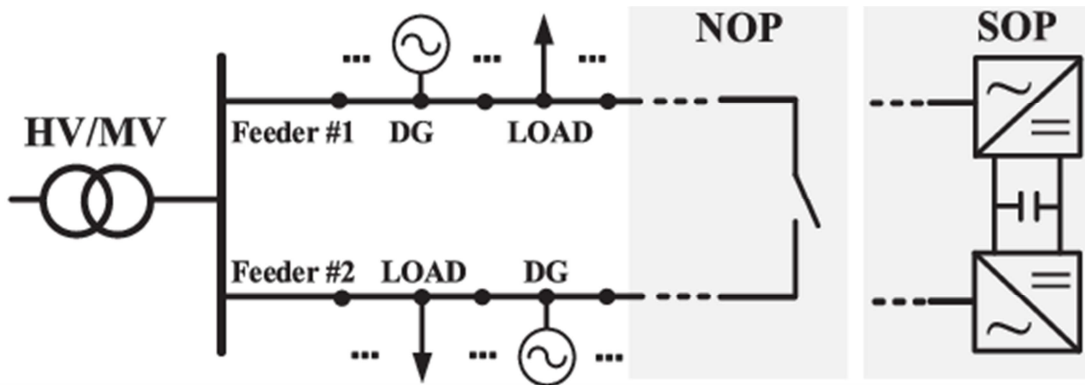 NOP
SOP
HV/MV
Feeder #1
DG
LOAD
Feeder #2
LOAD
DG